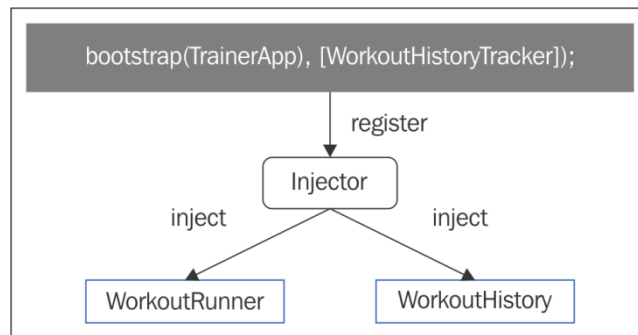 bootstrap(TrainerApp), [WorkoutHistoryTracker]);
register
Injector
inject inject
WorkoutRunner WorkoutHistory